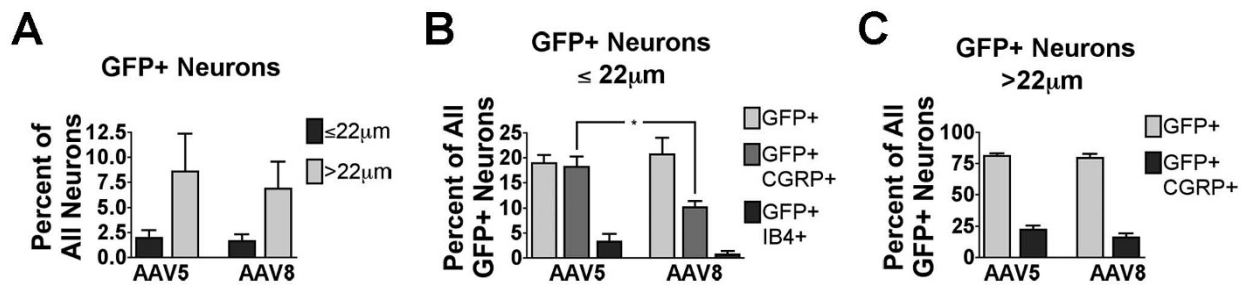 A
GFP+ Neurons
Percent of
All Neurons
12.5
10.0
7.5
5.0
2.5
0.0
AAV5
AAV8
≤22μm
>22μm
B
GFP+ Neurons
≤ 22μm
Percent of All
GFP+ Neurons
25
20
15
10
5
0
*
AAV5
AAV8
GFP+
GFP+
CGRP+
GFP+
IB4+
C
GFP+ Neurons
>22μm
Percent of All
GFP+ Neurons
100
75
50
25
0
AAV5
AAV8
GFP+
GFP+
CGRP+